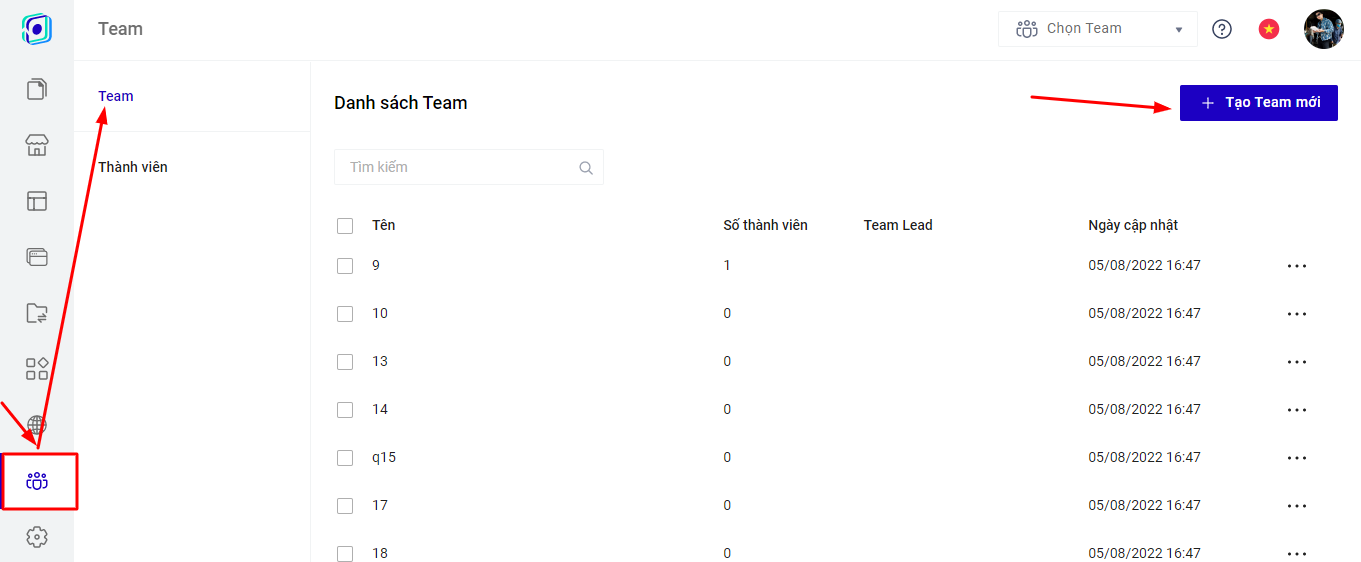 Team
Chọn Team
Team
Thành viên
Danh sách Team
+ Tạo Team mới
Tìm kiếm
Tên Số thành viên Team Lead Ngày cập nhật
9 1 05/08/2022 16:47
10 0 05/08/2022 16:47
13 0 05/08/2022 16:47
14 0 05/08/2022 16:47
q15 0 05/08/2022 16:47
17 0 05/08/2022 16:47
18 0 05/08/2022 16:47